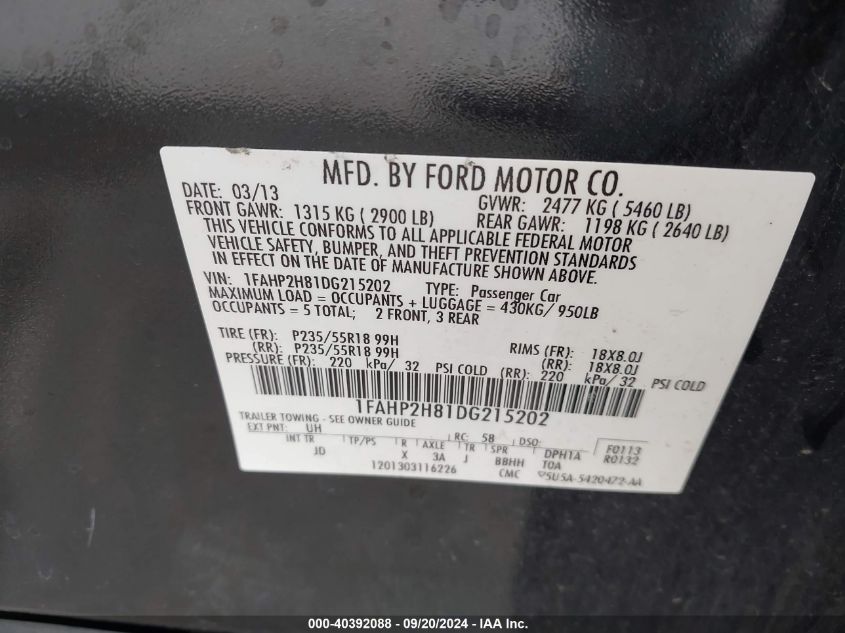 MFD. BY FORD MOTOR CO.
DATE: 03/13 GVWR: 2477 KG ( 5460 LB)
FRONT GAWR: 1315 KG ( 2900 LB) REAR GAWR: 1198 KG ( 2640 LB)
THIS VEHICLE CONFORMS TO ALL APPLICABLE FEDERAL MOTOR
VEHICLE SAFETY, BUMPER, AND THEFT PREVENTION STANDARDS
IN EFFECT ON THE DATE OF MANUFACTURE SHOWN ABOVE.
VIN: 1FAHP2H81DG215202 TYPE: Passenger Car
MAXIMUM LOAD = OCCUPANTS + LUGGAGE = 430KG/ 950LB
OCCUPANTS = 5 TOTAL; 2 FRONT, 3 REAR
TIRE (FR): P235/55R18 99H RIMS (FR): 18X8.0J
(RR): P235/55R18 99H (RR): 18X8.0J
PRESSURE (FR): 220 kPa/ 32 PSI COLD (RR): 220 kPa/ 32 PSI COLD
1FAHP2H81DG215202
TRAILER TOWING - SEE OWNER GUIDE
EXT PNT: UH RC: 58 DSO: F0113
INT TR TP/PS R AXLE TR SPR DPH1A R0132
JD X 3A J BBHH TOA
1201303116226 CMC 5U5A-5420472-AA
000-40392088 - 09/20/2024 - IAA Inc.